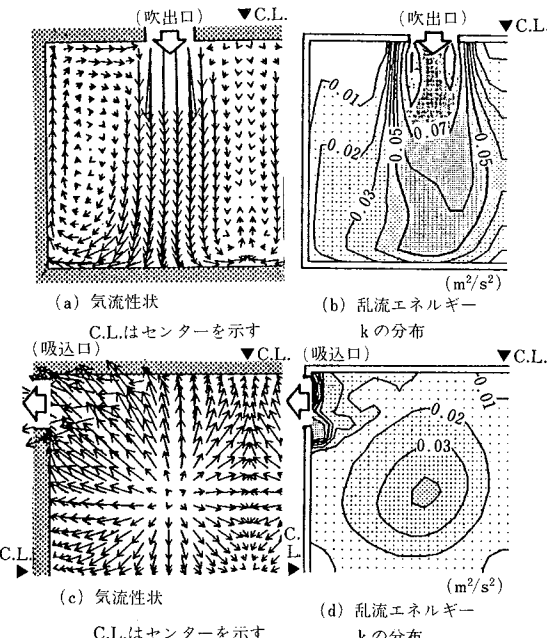 (吹出口) ▼C.L. (吹出口) ▼C.L.
0.01
0.02
0.03
0.05
0.07
0.05
(m²/s²)
(a) 気流性状 (b) 乱流エネルギー
C.L.はセンターを示す kの分布
(吸込口) ▼C.L. (吸込口) ▼C.L.
0.01
0.02
0.03
C.L. C.L.
(m²/s²)
(c) 気流性状 (d) 乱流エネルギー
C.L.はセンターを示す kの分布